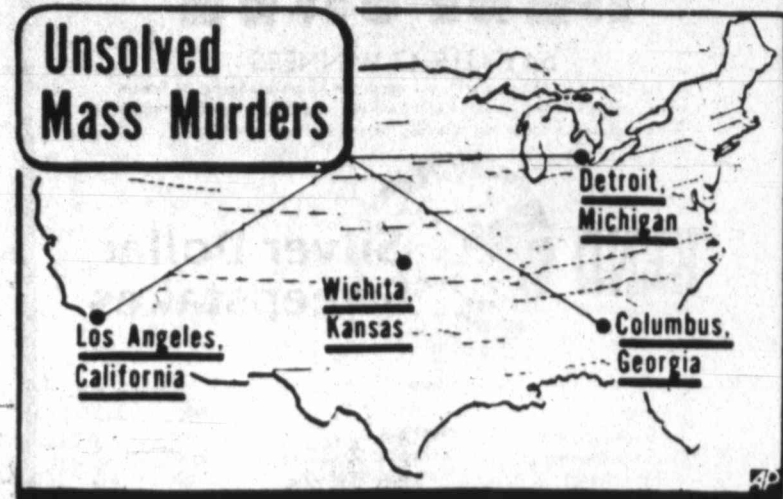 Unsolved
Mass Murders
Detroit,
Michigan
Wichita,
Kansas
Los Angeles,
California
Columbus,
Georgia
AP